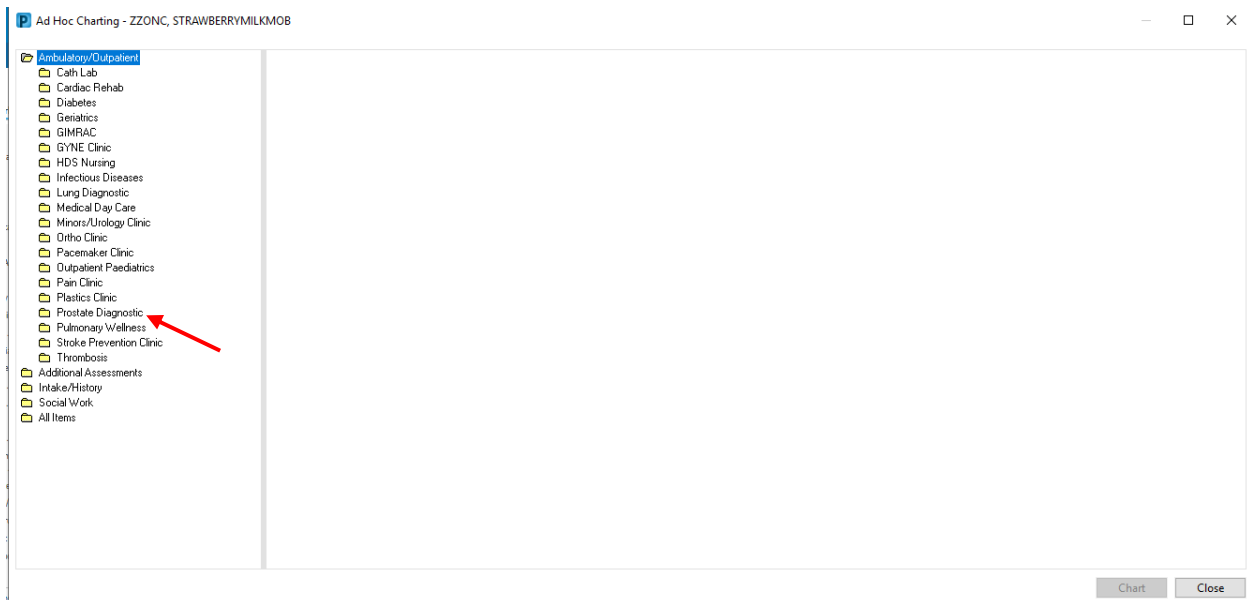 Ad Hoc Charting - ZZONC, STRAWBERRYMILKMOB
Ambulatory/Outpatient
Cath Lab
Cardiac Rehab
Diabetes
Geriatrics
GIMRAC
GYNE Clinic
HDS Nursing
Infectious Diseases
Lung Diagnostic
Medical Day Care
Minors/Urology Clinic
Ortho Clinic
Pacemaker Clinic
Outpatient Paediatrics
Pain Clinic
Plastics Clinic
Prostate Diagnostic
Pulmonary Wellness
Stroke Prevention Clinic
Thrombosis
Additional Assessments
Intake/History
Social Work
All Items
Chart Close